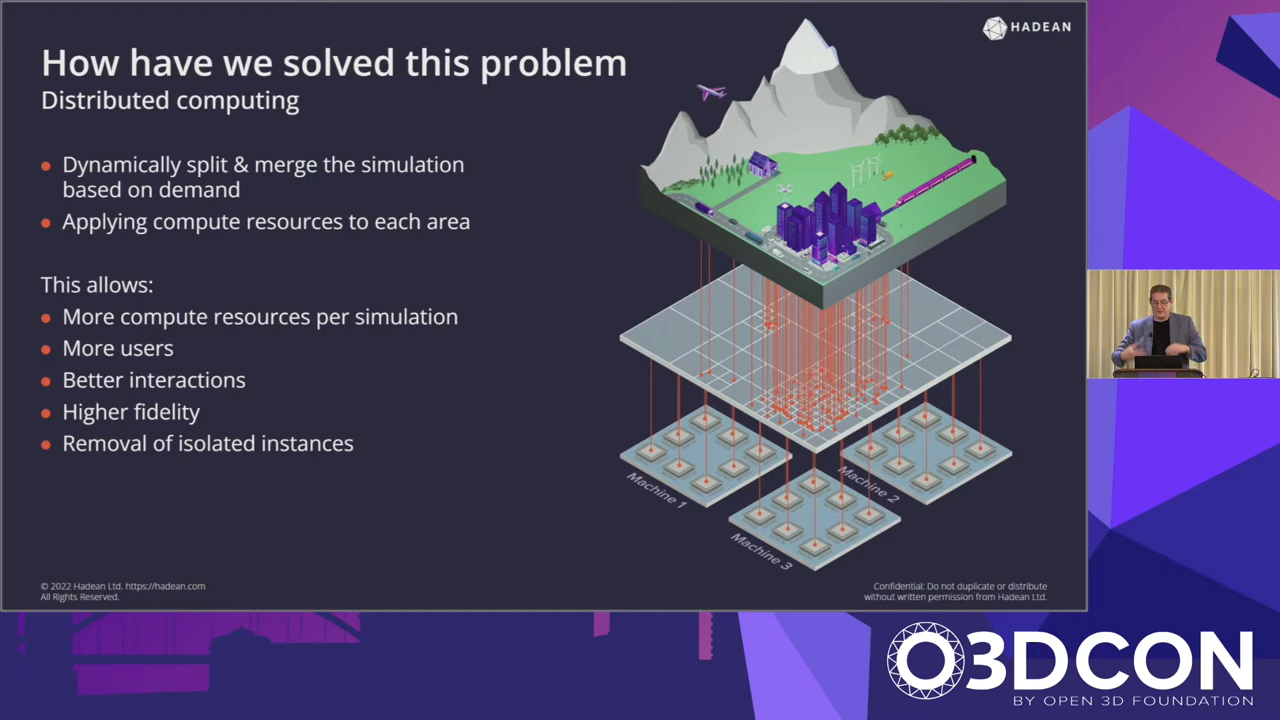 HADEAN
How have we solved this problem
Distributed computing
Dynamically split & merge the simulation
based on demand
Applying compute resources to each area
This allows:
More compute resources per simulation
More users
Better interactions
Higher fidelity
Removal of isolated instances
Machine 1
Machine 2
Machine 3
© 2022 Hadean Ltd. https://hadean.com
All Rights Reserved.
Confidential: Do not duplicate or distribute
without written permission from Hadean Ltd.
O3DCON
BY OPEN 3D FOUNDATION